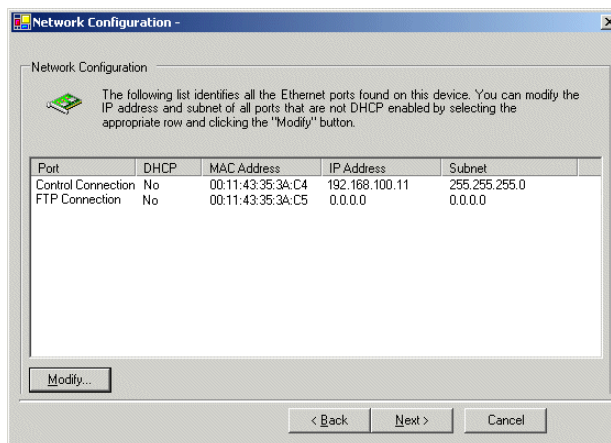 Network Configuration -
Network Configuration
The following list identifies all the Ethernet ports found on this device. You can modify the
IP address and subnet of all ports that are not DHCP enabled by selecting the
appropriate row and clicking the "Modify" button.
Port DHCP MAC Address IP Address Subnet
Control Connection No 00:11:43:35:3A:C4 192.168.100.11 255.255.255.0
FTP Connection No 00:11:43:35:3A:C5 0.0.0.0 0.0.0.0
Modify...
< Back Next > Cancel